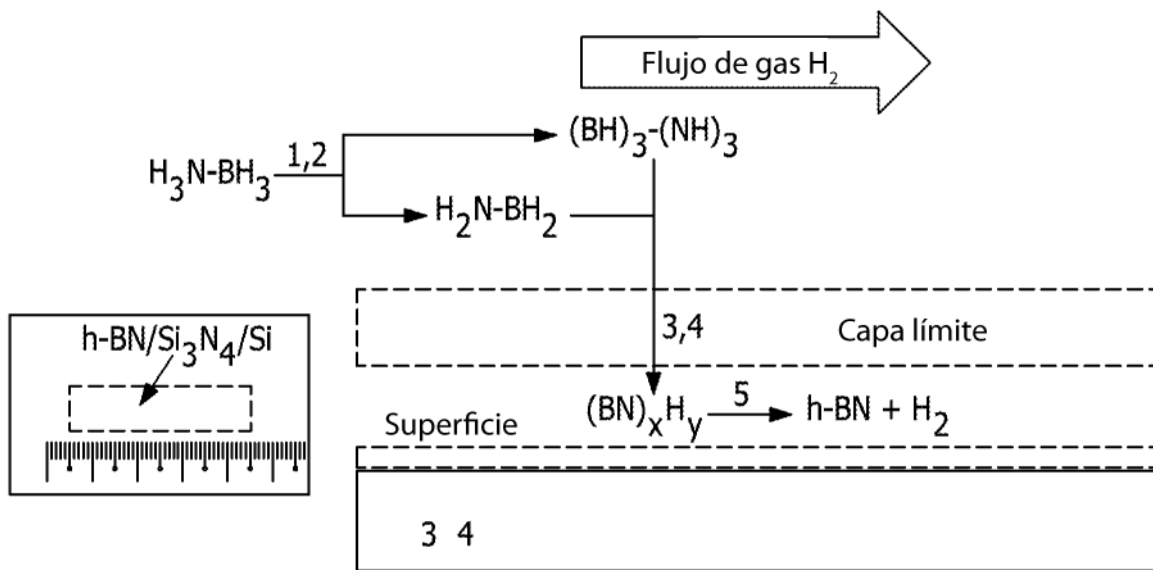 Flujo de gas H₂
(BH)₃-(NH)₃
1,2
H₃N-BH₃
H₂N-BH₂
3,4
Capa límite
h-BN/Si₃N₄/Si
(BN)ₓHᵧ
5
h-BN + H₂
Superficie
3 4